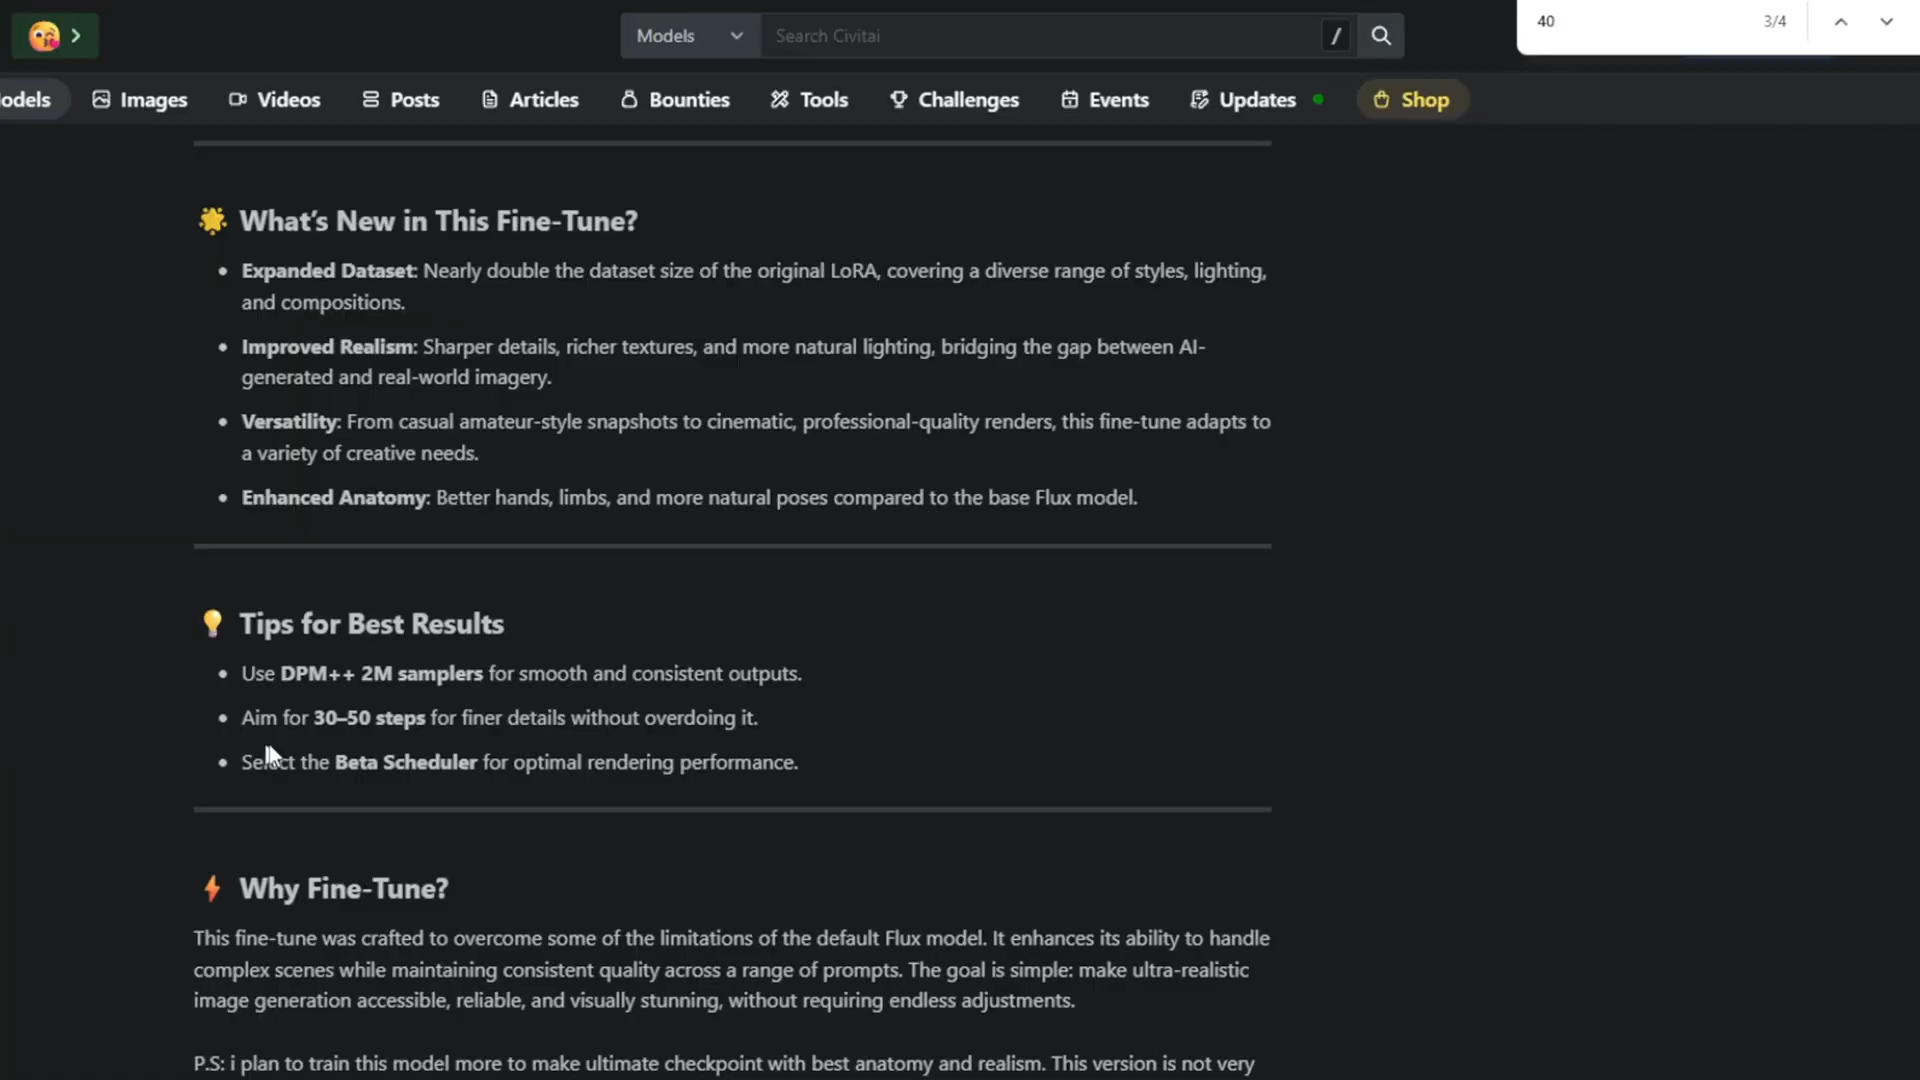 Models
Search Civitai
/
40
3/4
odels
Images
Videos
Posts
Articles
Bounties
Tools
Challenges
Events
Updates
Shop
What's New in This Fine-Tune?
Expanded Dataset: Nearly double the dataset size of the original LoRA, covering a diverse range of styles, lighting,
and compositions.
Improved Realism: Sharper details, richer textures, and more natural lighting, bridging the gap between AI-
generated and real-world imagery.
Versatility: From casual amateur-style snapshots to cinematic, professional-quality renders, this fine-tune adapts to
a variety of creative needs.
Enhanced Anatomy: Better hands, limbs, and more natural poses compared to the base Flux model.
Tips for Best Results
Use DPM++ 2M samplers for smooth and consistent outputs.
Aim for 30–50 steps for finer details without overdoing it.
Select the Beta Scheduler for optimal rendering performance.
Why Fine-Tune?
This fine-tune was crafted to overcome some of the limitations of the default Flux model. It enhances its ability to handle
complex scenes while maintaining consistent quality across a range of prompts. The goal is simple: make ultra-realistic
image generation accessible, reliable, and visually stunning, without requiring endless adjustments.
P.S: i plan to train this model more to make ultimate checkpoint with best anatomy and realism. This version is not very